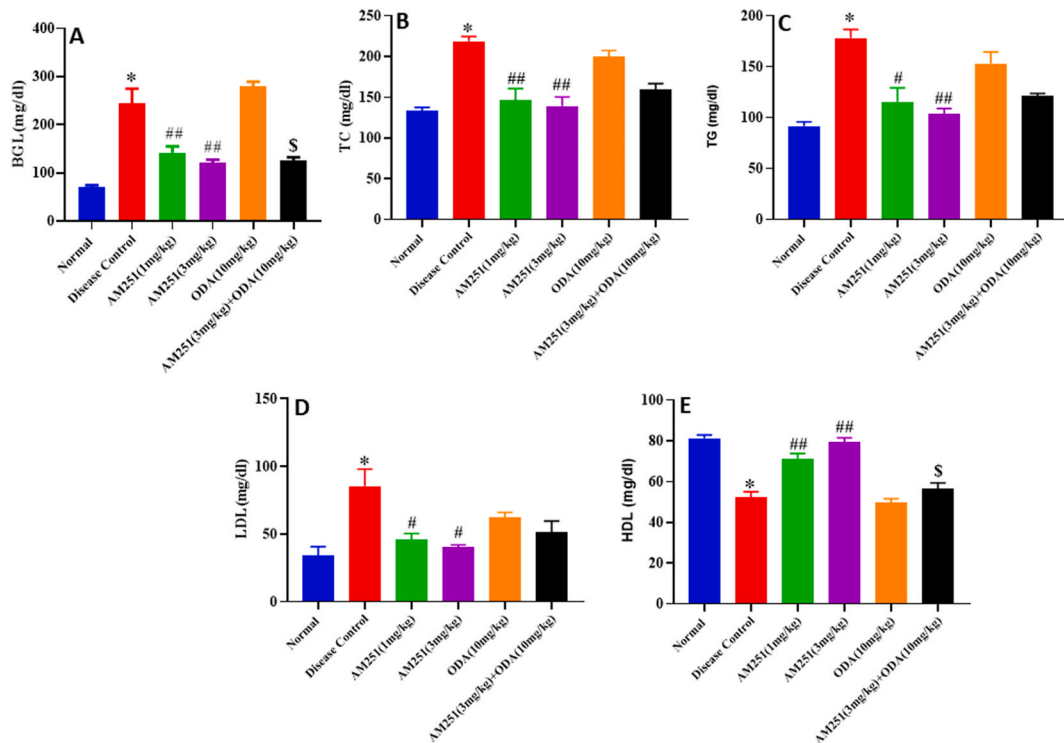 A
BGL(mg/dl)
400
300
200
100
0
*
##
##
$
Normal
Disease Control
AM251(1mg/kg)
AM251(3mg/kg)
ODA(10mg/kg)
AM251(3mg/kg)+ODA(10mg/kg)
B
TC (mg/dl)
250
200
150
100
50
0
*
##
##
Normal
Disease Control
AM251(1mg/kg)
AM251(3mg/kg)
ODA(10mg/kg)
AM251(3mg/kg)+ODA(10mg/kg)
C
TG (mg/dl)
200
150
100
50
0
*
#
##
Normal
Disease Control
AM251(1mg/kg)
AM251(3mg/kg)
ODA(10mg/kg)
AM251(3mg/kg)+ODA(10mg/kg)
D
LDL(mg/dl)
150
100
50
0
*
#
#
Normal
Disease Control
AM251(1mg/kg)
AM251(3mg/kg)
ODA(10mg/kg)
AM251(3mg/kg)+ODA(10mg/kg)
E
HDL (mg/dl)
100
80
60
40
20
0
*
##
##
$
Normal
Disease Control
AM251(1mg/kg)
AM251(3mg/kg)
ODA(10mg/kg)
AM251(3mg/kg)+ODA(10mg/kg)